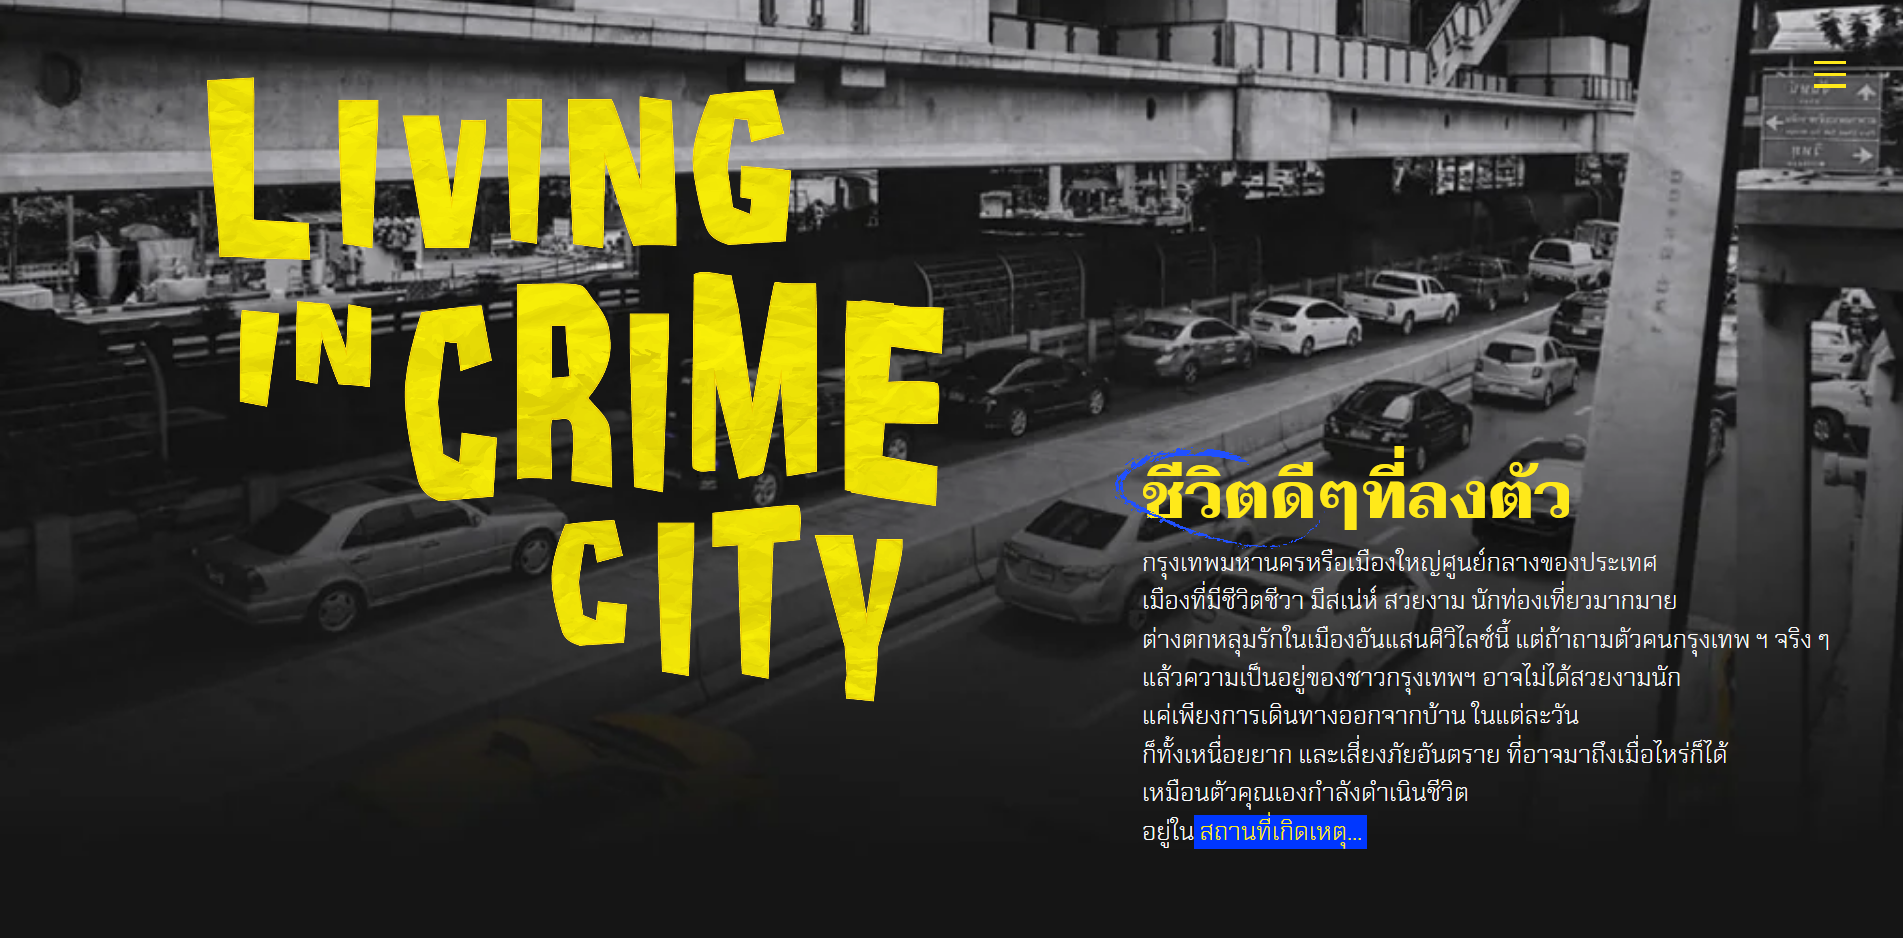 LIVING
IN CRIME
CITY
ชีวิตดีๆที่ลงตัว
กรุงเทพมหานครหรือเมืองใหญ่ศูนย์กลางของประเทศ
เมืองที่มีชีวิตชีวา มีสเน่ห์ สวยงาม นักท่องเที่ยวมากมาย
ต่างตกหลุมรักในเมืองอันแสนศิวิไลซ์นี้ แต่ถ้าถามตัวคนกรุงเทพ ฯ จริง ๆ
แล้วความเป็นอยู่ของชาวกรุงเทพฯ อาจไม่ได้สวยงามนัก
แค่เพียงการเดินทางออกจากบ้าน ในแต่ละวัน
ก็ทั้งเหนื่อยยาก และเสี่ยงภัยอันตราย ที่อาจมาถึงเมื่อไหร่ก็ได้
เหมือนตัวคุณเองกำลังดำเนินชีวิต
อยู่ใน สถานที่เกิดเหตุ...